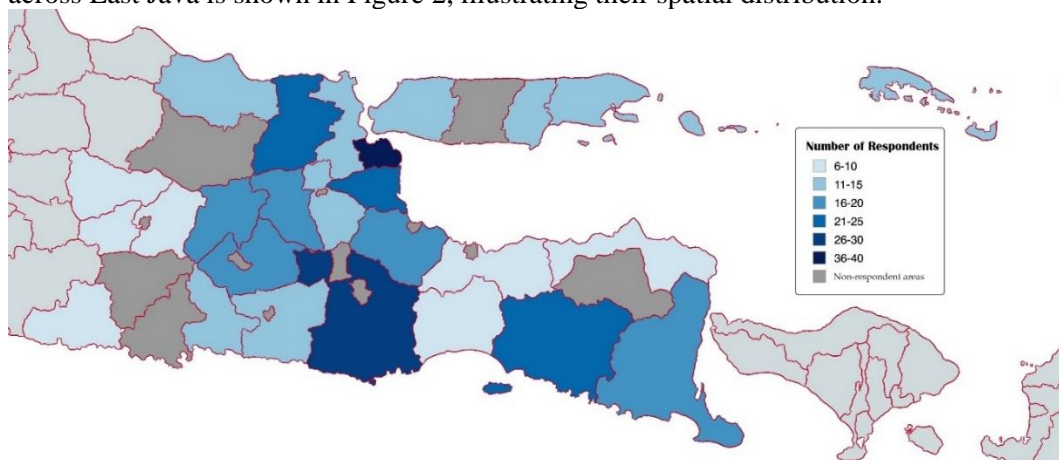 across East Java is shown in Figure 2, illustrating their spatial distribution.
Number of Respondents
6-10
11-15
16-20
21-25
26-30
36-40
Non-respondent areas